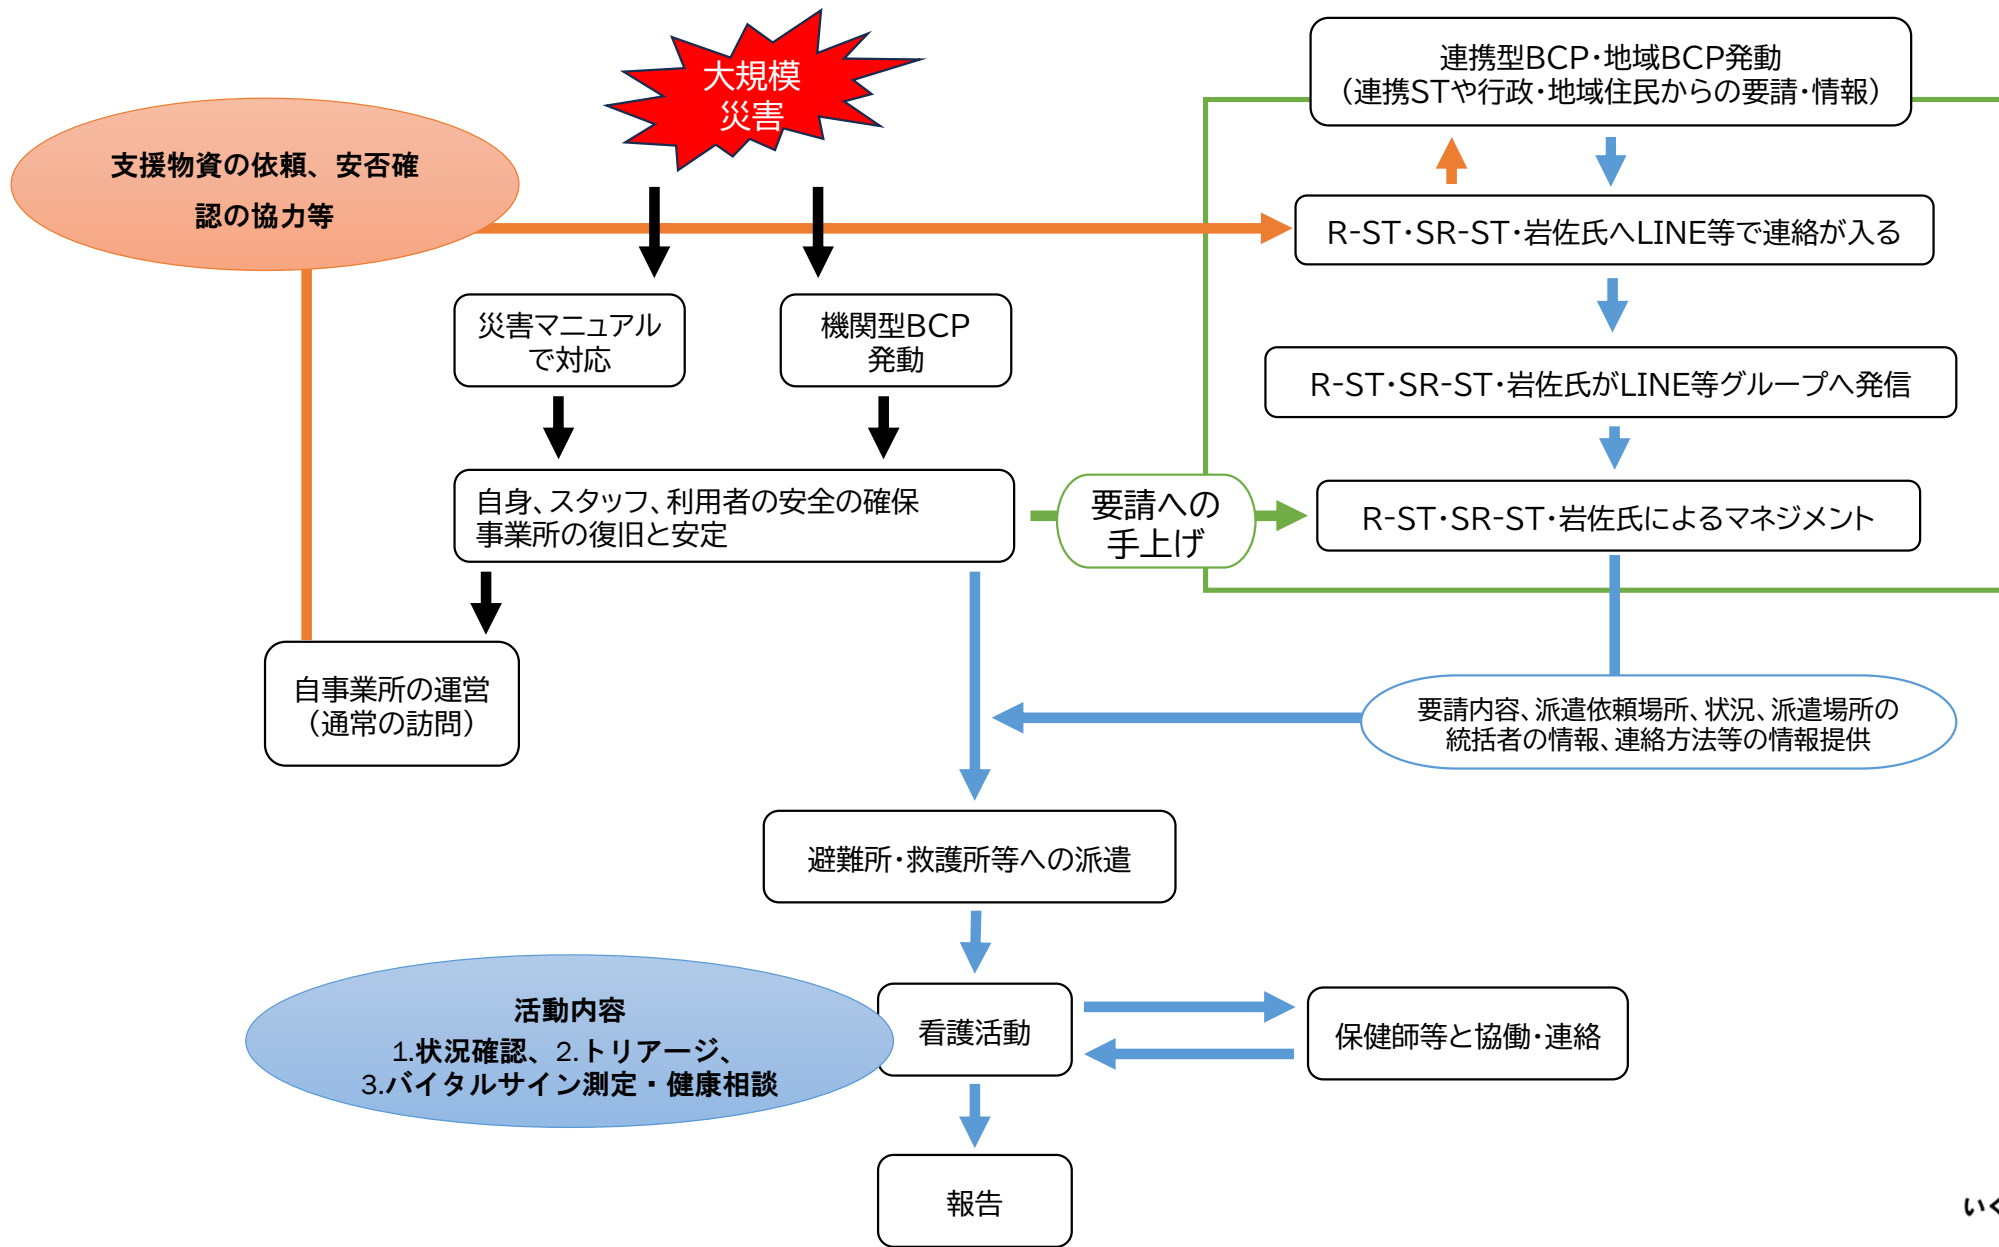 大規模
災害
連携型BCP・地域BCP発動
（連携STや行政・地域住民からの要請・情報）
支援物資の依頼、安否確
認の協力等
R-ST・SR-ST・岩佐氏へLINE等で連絡が入る
災害マニュアル
で対応
機関型BCP
発動
R-ST・SR-ST・岩佐氏がLINE等グループへ発信
自身、スタッフ、利用者の安全の確保
事業所の復旧と安定
要請への
手上げ
R-ST・SR-ST・岩佐氏によるマネジメント
自事業所の運営
（通常の訪問）
要請内容、派遣依頼場所、状況、派遣場所の
統括者の情報、連絡方法等の情報提供
避難所・救護所等への派遣
活動内容
1.状況確認、2.トリアージ、
3.バイタルサイン測定・健康相談
看護活動
保健師等と協働・連絡
報告
いく